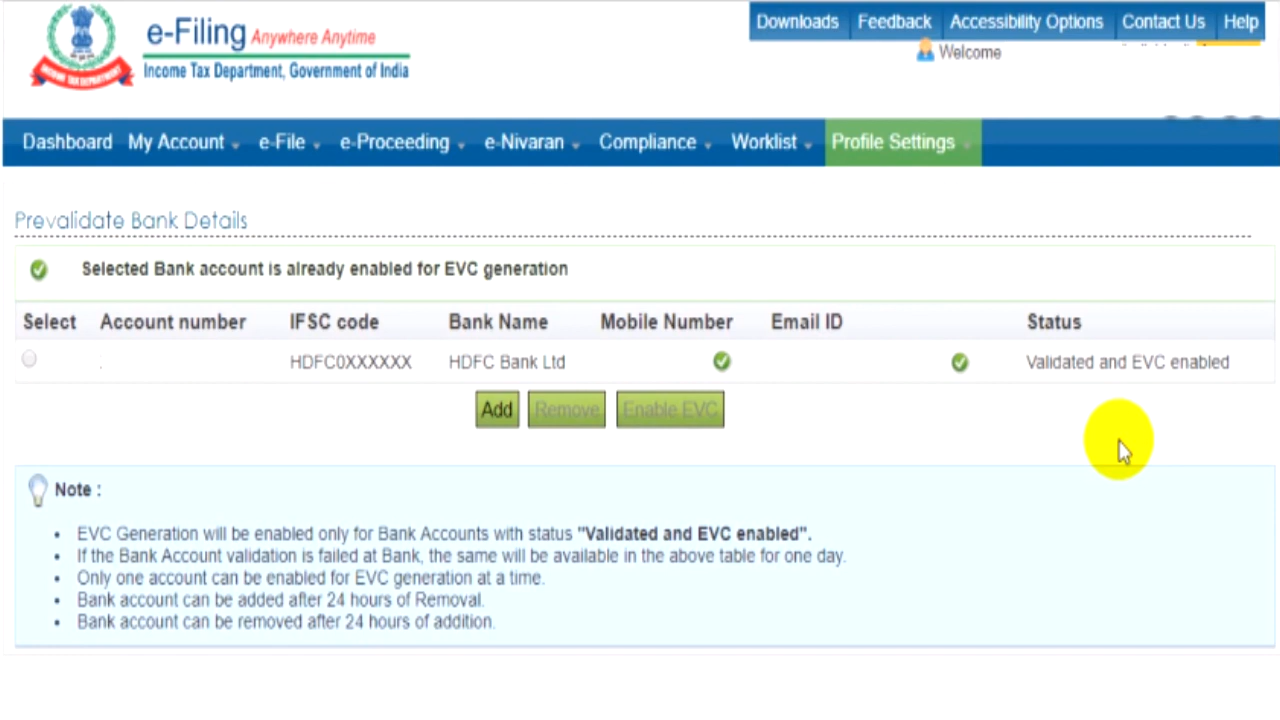 e-Filing Anywhere Anytime
Income Tax Department, Government of India
Downloads Feedback Accessibility Options Contact Us Help
Welcome
Dashboard My Account e-File e-Proceeding e-Nivaran Compliance Worklist Profile Settings
Prevalidate Bank Details
Selected Bank account is already enabled for EVC generation
Select Account number IFSC code Bank Name Mobile Number Email ID Status
HDFC0XXXXXX HDFC Bank Ltd Validated and EVC enabled
Add Remove Enable EVC
Note :
• EVC Generation will be enabled only for Bank Accounts with status "Validated and EVC enabled".
• If the Bank Account validation is failed at Bank, the same will be available in the above table for one day.
• Only one account can be enabled for EVC generation at a time.
• Bank account can be added after 24 hours of Removal.
• Bank account can be removed after 24 hours of addition.